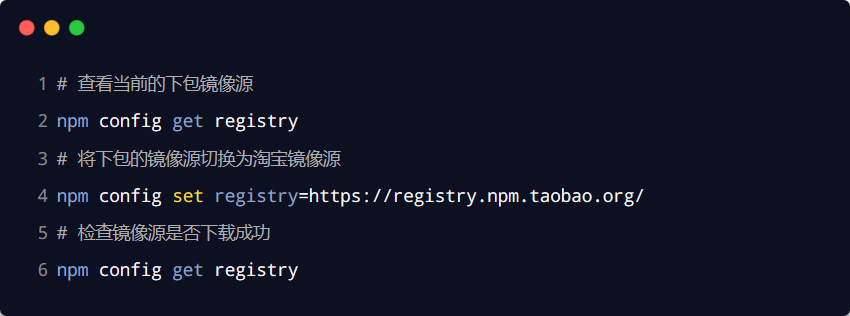 1 # 查看当前的下包镜像源
2 npm config get registry
3 # 将下包的镜像源切换为淘宝镜像源
4 npm config set registry=https://registry.npm.taobao.org/
5 # 检查镜像源是否下载成功
6 npm config get registry